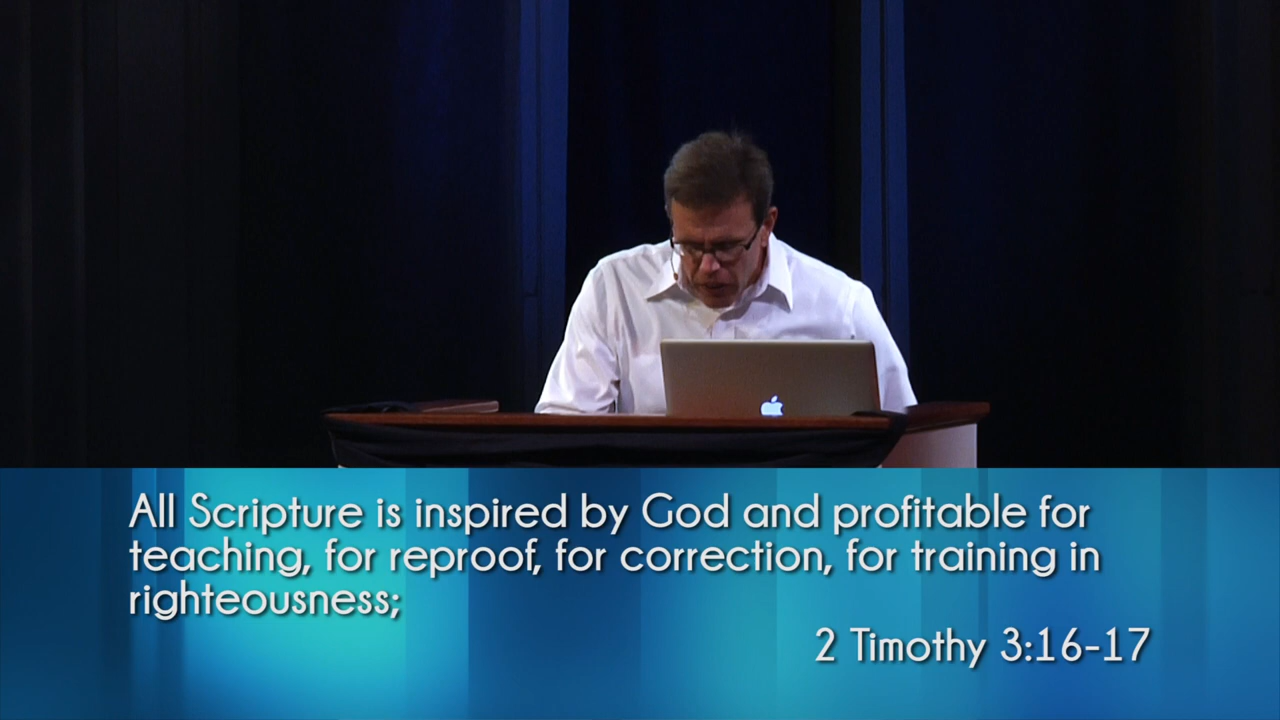 All Scripture is inspired by God and profitable for
teaching, for reproof, for correction, for training in
righteousness;
2 Timothy 3:16-17